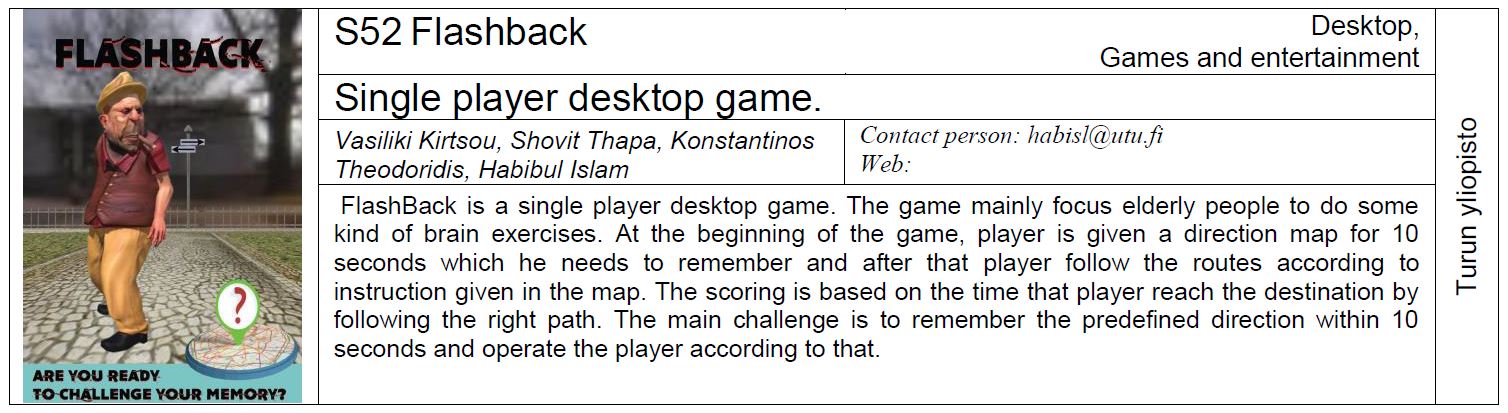 FLASHBACK
?
ARE YOU READY
TO CHALLENGE YOUR MEMORY?
S52 Flashback
Desktop,
Games and entertainment
Single player desktop game.
Vasiliki Kirtsou, Shovit Thapa, Konstantinos
Theodoridis, Habibul Islam
Contact person: habisl@utu.fi
Web:
FlashBack is a single player desktop game. The game mainly focus elderly people to do some
kind of brain exercises. At the beginning of the game, player is given a direction map for 10
seconds which he needs to remember and after that player follow the routes according to
instruction given in the map. The scoring is based on the time that player reach the destination by
following the right path. The main challenge is to remember the predefined direction within 10
seconds and operate the player according to that.
Turun yliopisto